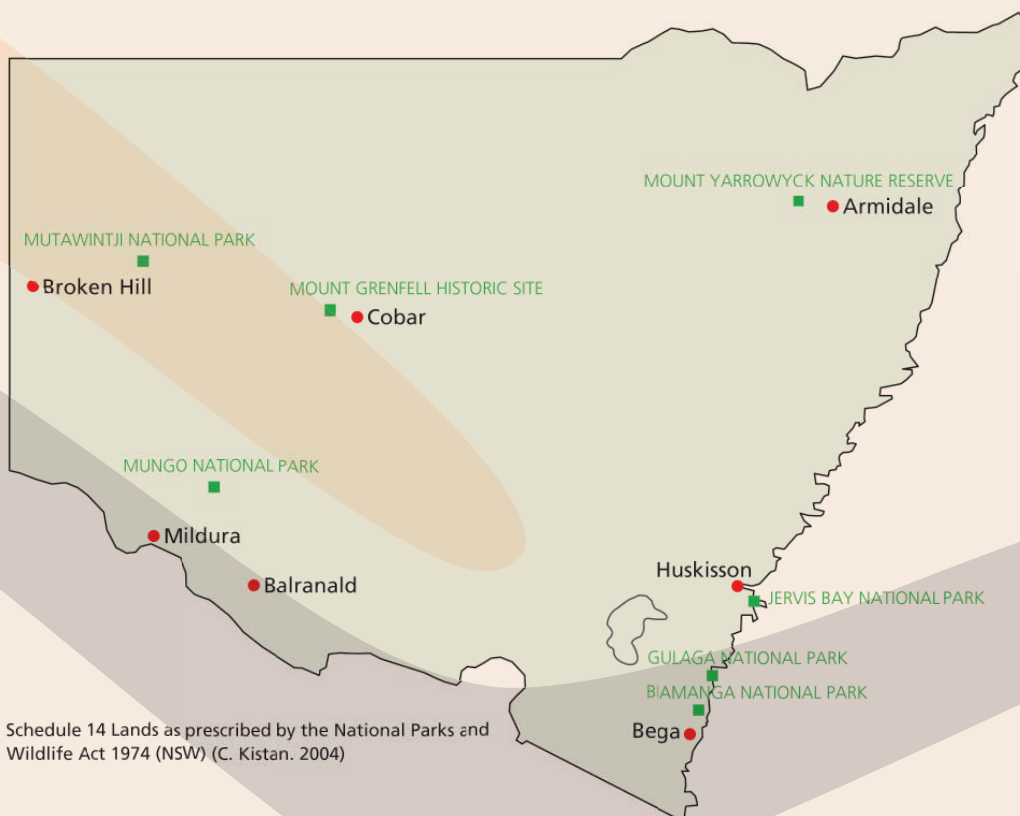 MOUNT YARROWYCK NATURE RESERVE
Armidale
MUTAWINTJI NATIONAL PARK
Broken Hill
MOUNT GRENFELL HISTORIC SITE
Cobar
MUNGO NATIONAL PARK
Mildura
Balranald
Huskisson
JERVIS BAY NATIONAL PARK
GULAGA NATIONAL PARK
BIAMANGA NATIONAL PARK
Bega
Schedule 14 Lands as prescribed by the National Parks and
Wildlife Act 1974 (NSW) (C. Kistan. 2004)